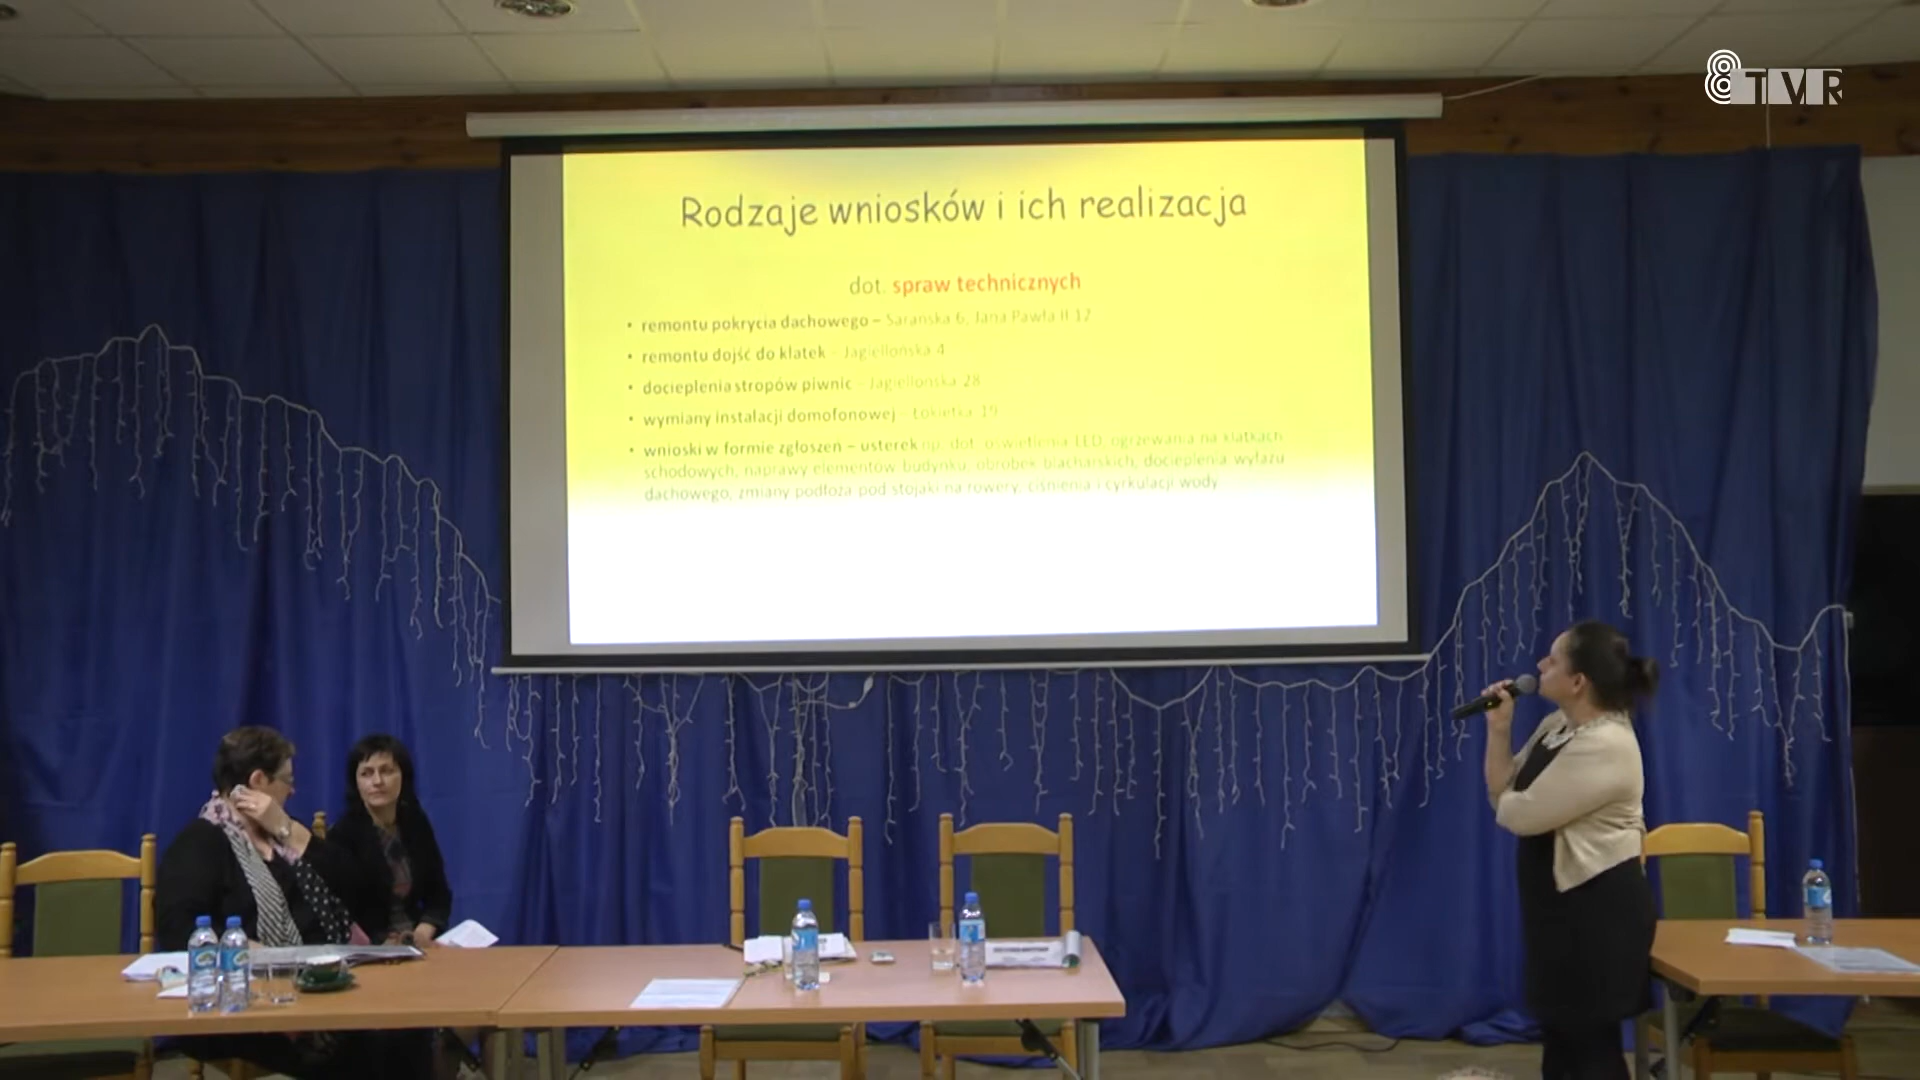 8TVR
Rodzaje wniosków i ich realizacja
dot. spraw technicznych
• remontu pokrycia dachowego – Sarańska 6, Jana Pawła II 12
• remontu dojść do klatek – Jagiellońska 4
• docieplenia stropów piwnic – Jagiellońska 28
• wymiany instalacji domofonowej – Łokietka 19
• wnioski w formie zgłoszeń – usterek np. dot. oświetlenia LED, ogrzewania na klatkach
schodowych, naprawy elementów budynku, obróbek blacharskich, docieplenia wyłazu
dachowego, zmiany podłoża pod stojaki na rowery, ciśnienia i cyrkulacji wody